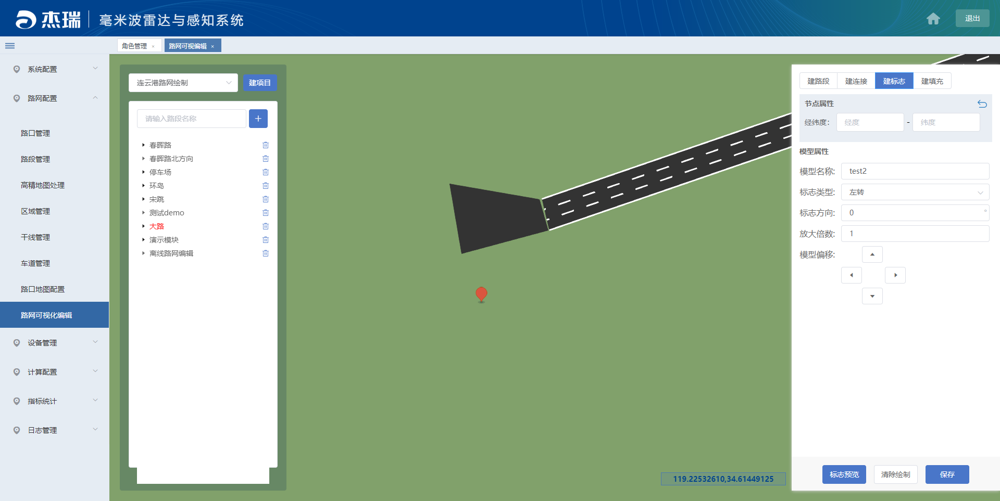 杰瑞 毫米波雷达与感知系统 退出
角色管理 × 路网可视编辑 ×
系统配置
路网配置
路口管理
路段管理
高精地图处理
区域管理
干线管理
车道管理
路口地图配置
路网可视化编辑
设备管理
计算配置
指标统计
日志管理
连云港路网绘制 建项目
请输入路段名称 +
春晖路
春晖路北方向
停车场
环岛
宋跳
测试demo
大路
演示模块
离线路网编辑
119.22532610,34.61449125
建路段 建连接 建标志 建填充
节点属性
经纬度: 经度 - 纬度
模型属性
模型名称: test2
标志类型: 左转
标志方向: 0 °
放大倍数: 1
模型偏移:
标志预览 清除绘制 保存